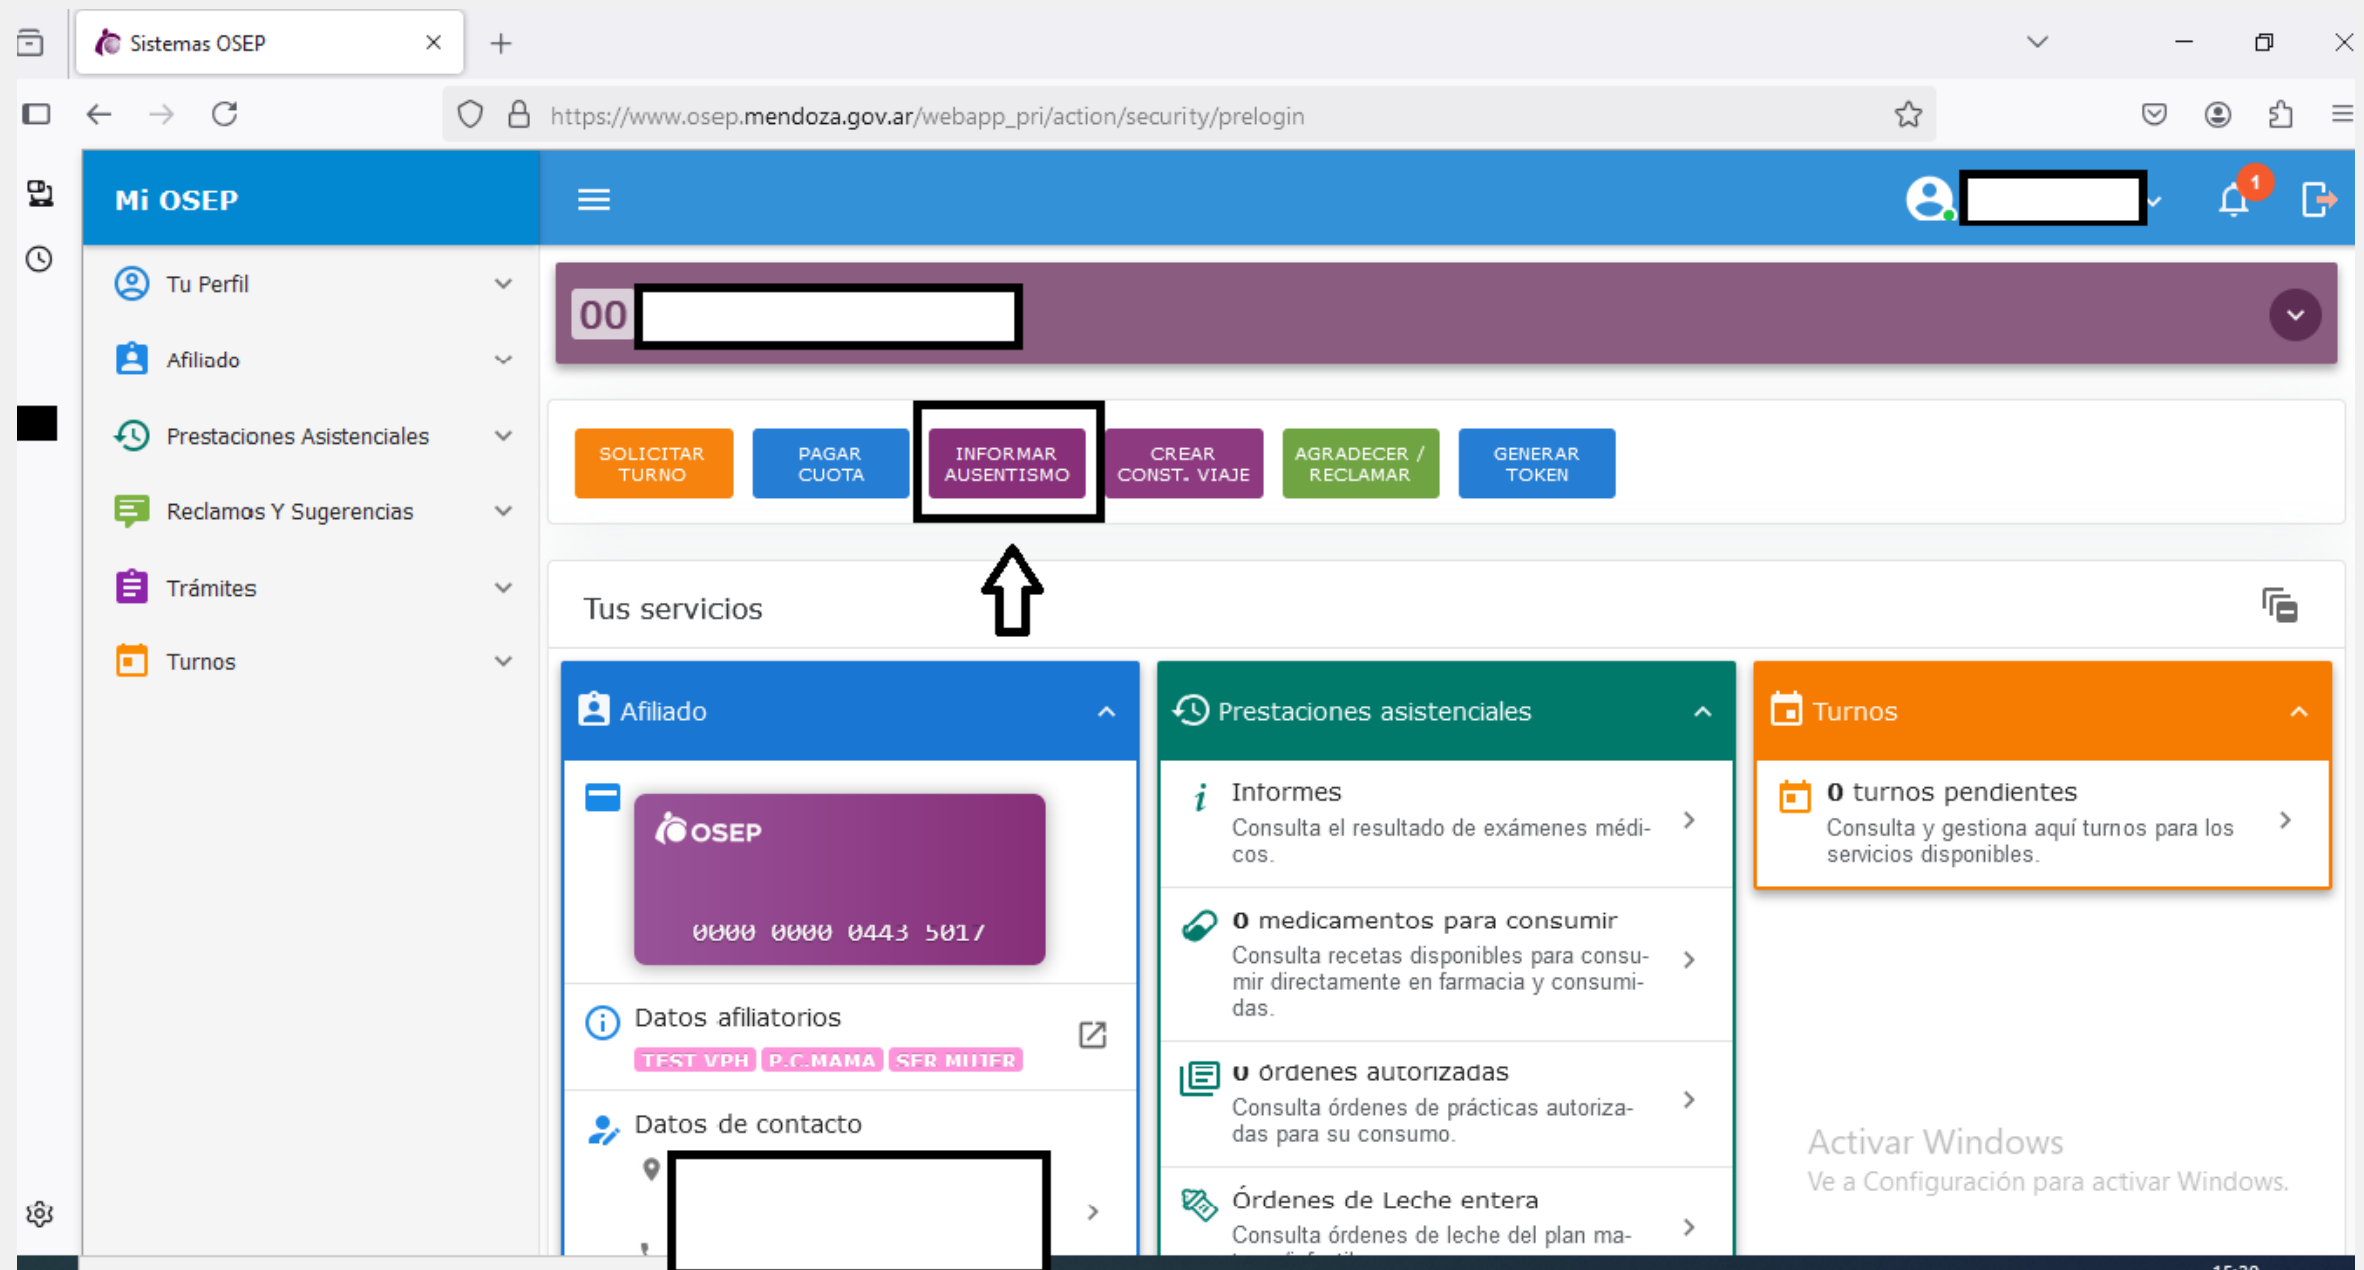 Sistemas OSEP
https://www.osep.mendoza.gov.ar/webapp_pri/action/security/prelogin
Mi OSEP
1
Tu Perfil
Afiliado
Prestaciones Asistenciales
Reclamos Y Sugerencias
Trámites
Turnos
00
SOLICITAR
TURNO
PAGAR
CUOTA
INFORMAR
AUSENTISMO
CREAR
CONST. VIAJE
AGRADECER /
RECLAMAR
GENERAR
TOKEN
Tus servicios
Afiliado
OSEP
0000 0000 0443 5017
Datos afiliatorios
TEST VPH P.C.MAMA SER MUJER
Datos de contacto
Prestaciones asistenciales
Informes
Consulta el resultado de exámenes médi-
cos.
0 medicamentos para consumir
Consulta recetas disponibles para consu-
mir directamente en farmacia y consumi-
das.
0 órdenes autorizadas
Consulta órdenes de prácticas autoriza-
das para su consumo.
Órdenes de Leche entera
Consulta órdenes de leche del plan ma-
Turnos
0 turnos pendientes
Consulta y gestiona aquí turnos para los
servicios disponibles.
Activar Windows
Ve a Configuración para activar Windows.